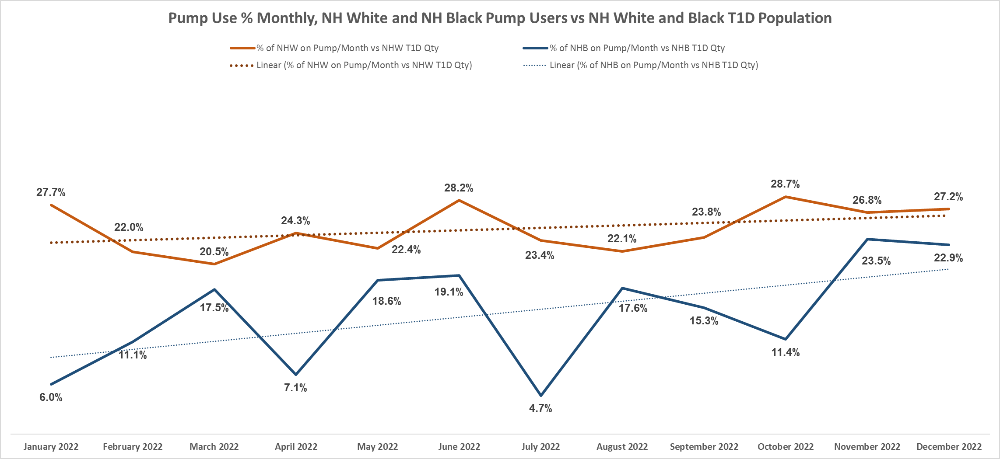 Pump Use % Monthly, NH White and NH Black Pump Users vs NH White and Black T1D Population
% of NHW on Pump/Month vs NHW T1D Qty
% of NHB on Pump/Month vs NHB T1D Qty
Linear (% of NHW on Pump/Month vs NHW T1D Qty)
Linear (% of NHB on Pump/Month vs NHB T1D Qty)
27.7%
22.0%
20.5%
24.3%
22.4%
28.2%
23.4%
22.1%
23.8%
28.7%
26.8%
27.2%
6.0%
11.1%
17.5%
7.1%
18.6%
19.1%
4.7%
17.6%
15.3%
11.4%
23.5%
22.9%
January 2022
February 2022
March 2022
April 2022
May 2022
June 2022
July 2022
August 2022
September 2022
October 2022
November 2022
December 2022